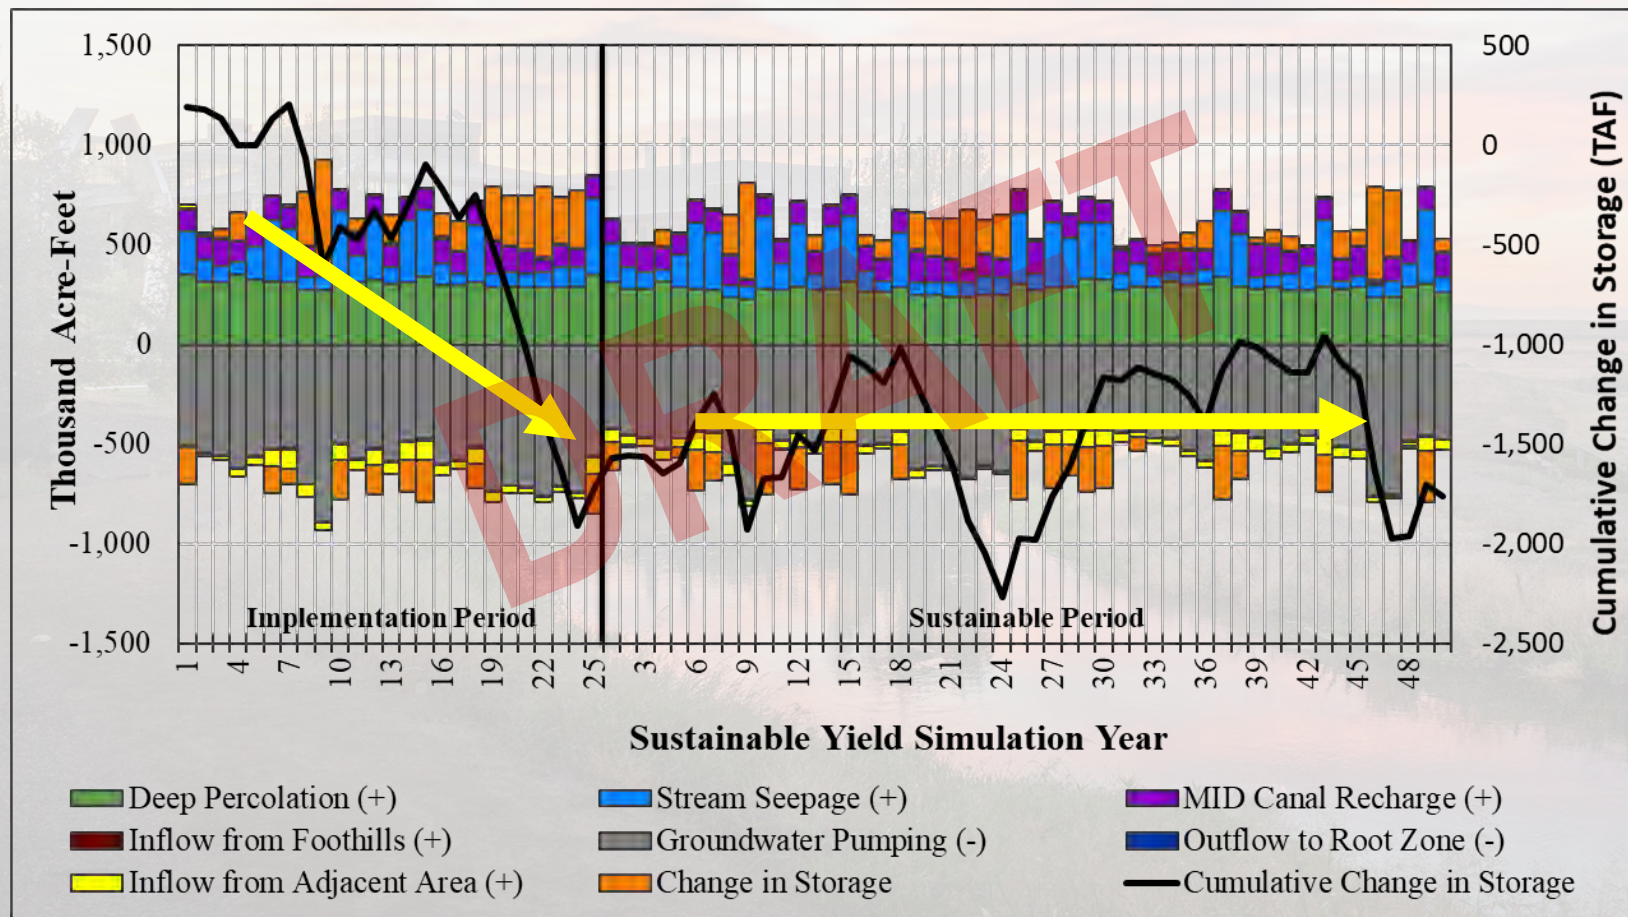 1,500
1,000
500
0
-500
-1,000
-1,500
Thousand Acre-Feet
500
0
-500
-1,000
-1,500
-2,000
-2,500
Cumulative Change in Storage (TAF)
DRAFT
Implementation Period
Sustainable Period
1 4 7 10 13 16 19 22 25 3 6 9 12 15 18 21 24 27 30 33 36 39 42 45 48
Sustainable Yield Simulation Year
Deep Percolation (+) Stream Seepage (+) MID Canal Recharge (+)
Inflow from Foothills (+) Groundwater Pumping (-) Outflow to Root Zone (-)
Inflow from Adjacent Area (+) Change in Storage Cumulative Change in Storage